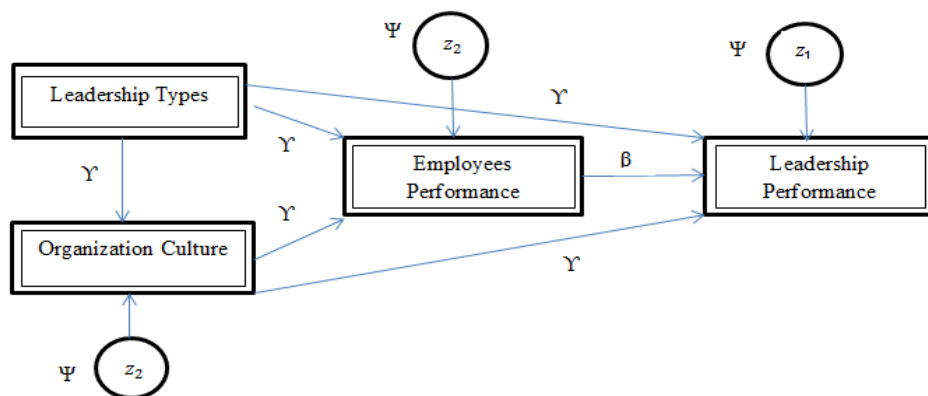 Ψ
z₂
Ψ
z₁
Leadership Types
ϒ
ϒ
ϒ
Employees
Performance
β
Leadership
Performance
ϒ
Organization Culture
ϒ
Ψ
z₂